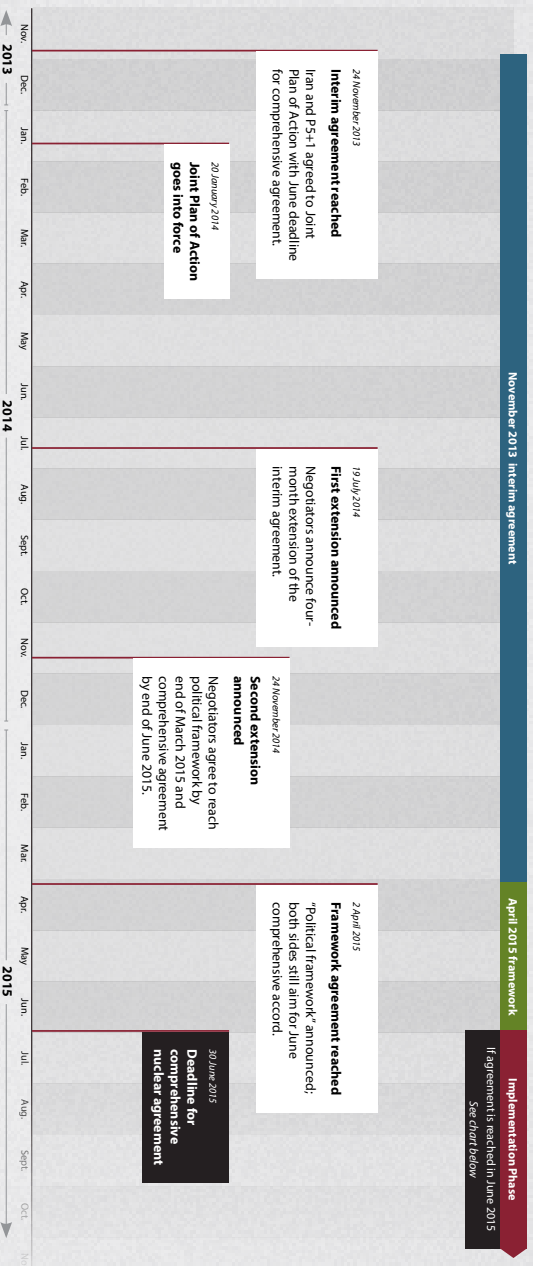 November 2013 interim agreement
April 2015 framework
Implementation Phase
If agreement is reached in June 2015
See chart below
24 November 2013
Interim agreement reached
Iran and P5+1 agreed to Joint
Plan of Action with June deadline
for comprehensive agreement.
20 January 2014
Joint Plan of Action
goes into force
19 July 2014
First extension announced
Negotiators announce four-
month extension of the
interim agreement.
24 November 2014
Second extension
announced
Negotiators agree to reach
political framework by
end of March 2015 and
comprehensive agreement
by end of June 2015.
2 April 2015
Framework agreement reached
“Political framework” announced;
both sides still aim for June
comprehensive accord.
30 June 2015
Deadline for
comprehensive
nuclear agreement
Nov. Dec. Jan. Feb. Mar. Apr. May Jun. Jul. Aug. Sept. Oct. Nov. Dec. Jan. Feb. Mar. Apr. May Jun. Jul. Aug. Sept. Oct. N
2013 2014 2015